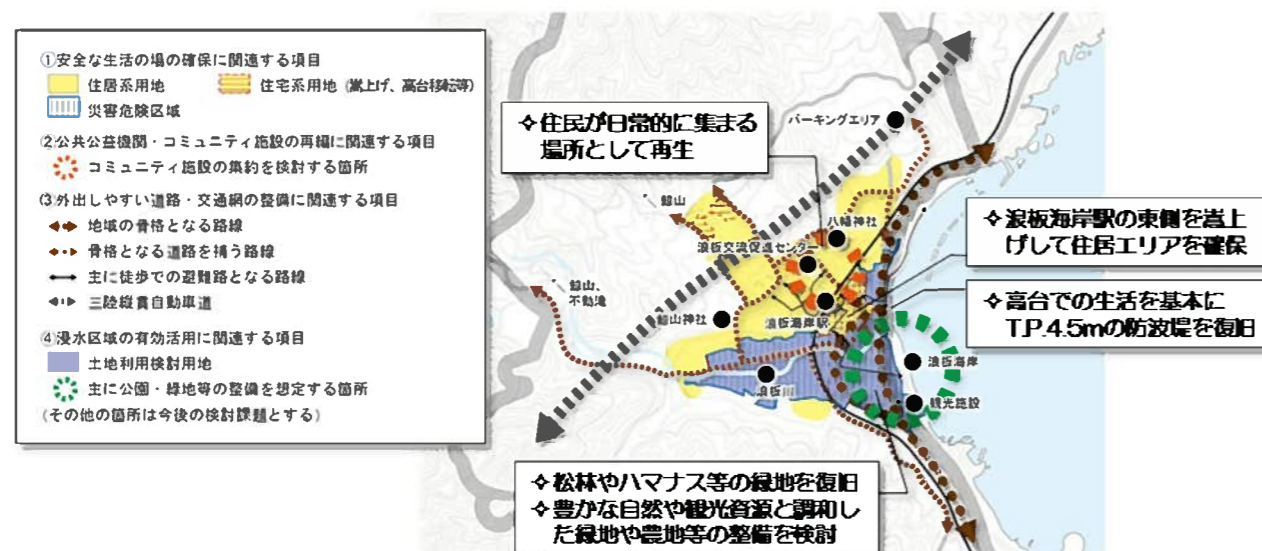 ①安全な生活の場の確保に関連する項目
住居系用地
住宅系用地(嵩上げ、高台移転等)
災害危険区域
②公共公益機関・コミュニティ施設の再編に関連する項目
コミュニティ施設の集約を検討する箇所
③外出しやすい道路・交通網の整備に関連する項目
地域の骨格となる路線
骨格となる道路を補う路線
主に徒歩での避難路となる路線
三陸縦貫自動車道
④浸水区域の有効活用に関連する項目
土地利用検討用地
主に公園・緑地等の整備を想定する箇所
(その他の箇所は今後の検討課題とする)
✧住民が日常的に集まる
場所として再生
パーキングエリア
鯨山
八幡神社
浪板交流促進センター
✧浪板海岸駅の東側を嵩上
げして住居エリアを確保
鯨山、
不動滝
鯨山神社
浪板海岸駅
✧高台での生活を基本に
T.P.4.5mの防波堤を復旧
浪板海岸
浪板川
観光施設
✧松林やハマナス等の緑地を復旧
✧豊かな自然や観光資源と調和し
た緑地や農地等の整備を検討